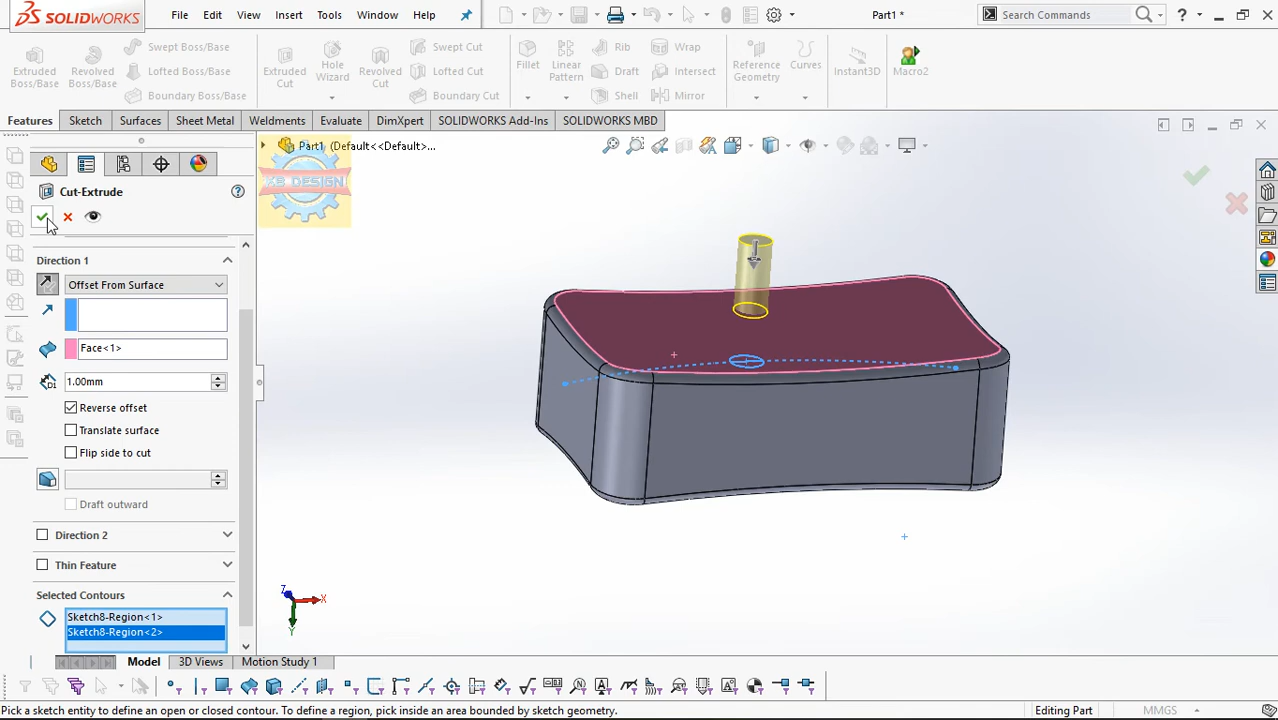 SOLIDWORKS
File Edit View Insert Tools Window Help
Part1 *
Search Commands
Extruded Boss/Base
Revolved Boss/Base
Swept Boss/Base
Lofted Boss/Base
Boundary Boss/Base
Extruded Cut
Hole Wizard
Revolved Cut
Swept Cut
Lofted Cut
Boundary Cut
Fillet
Linear Pattern
Rib
Draft
Shell
Wrap
Intersect
Mirror
Reference Geometry
Curves
Instant3D
Macro2
Features Sketch Surfaces Sheet Metal Weldments Evaluate DimXpert SOLIDWORKS Add-Ins SOLIDWORKS MBD
Part1 (Default<<Default>...
KB DESIGN
Cut-Extrude
Direction 1
Offset From Surface
Face<1>
D1
1.00mm
Reverse offset
Translate surface
Flip side to cut
Draft outward
Direction 2
Thin Feature
Selected Contours
Sketch8-Region<1>
Sketch8-Region<2>
Z
X
Y
Model 3D Views Motion Study 1
Pick a sketch entity to define an open or closed contour. To define a region, pick inside an area bounded by sketch geometry.
Editing Part
MMGS